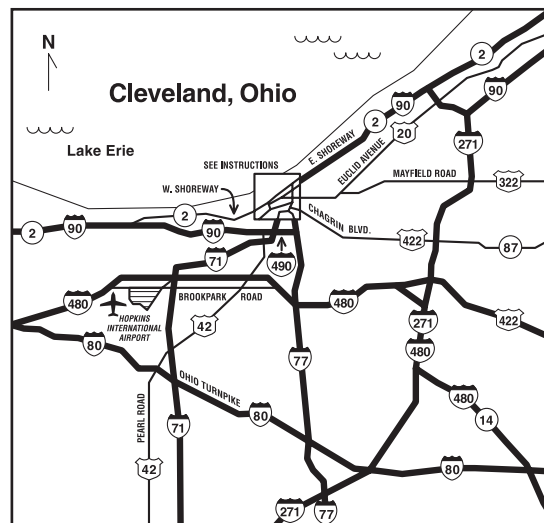 N
2
90
2
Cleveland, Ohio
90
2
20
271
Lake Erie
E. SHOREWAY
EUCLID AVENUE
SEE INSTRUCTIONS
MAYFIELD ROAD
322
W. SHOREWAY
2
CHAGRIN BLVD.
2
90
90
71
422
87
490
480
BROOKPARK ROAD
480
HOPKINS
INTERNATIONAL
AIRPORT
42
271
422
80
77
480
OHIO TURNPIKE
480
PEARL ROAD
71
80
14
42
80
271
77